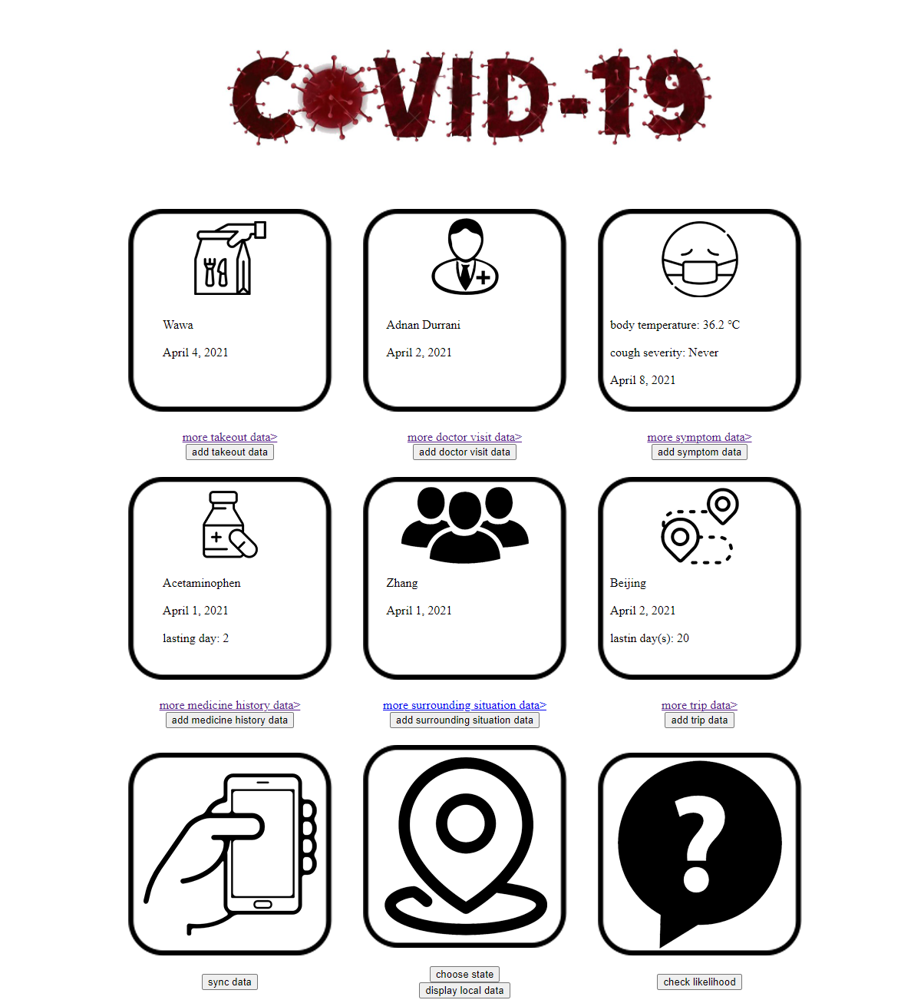 COVID-19
Wawa
April 4, 2021
Adnan Durrani
April 2, 2021
body temperature: 36.2 °C
cough severity: Never
April 8, 2021
more takeout data>
add takeout data
more doctor visit data>
add doctor visit data
more symptom data>
add symptom data
Acetaminophen
April 1, 2021
lasting day: 2
Zhang
April 1, 2021
Beijing
April 2, 2021
lastin day(s): 20
more medicine history data>
add medicine history data
more surrounding situation data>
add surrounding situation data
more trip data>
add trip data
?
sync data
choose state
display local data
check likelihood